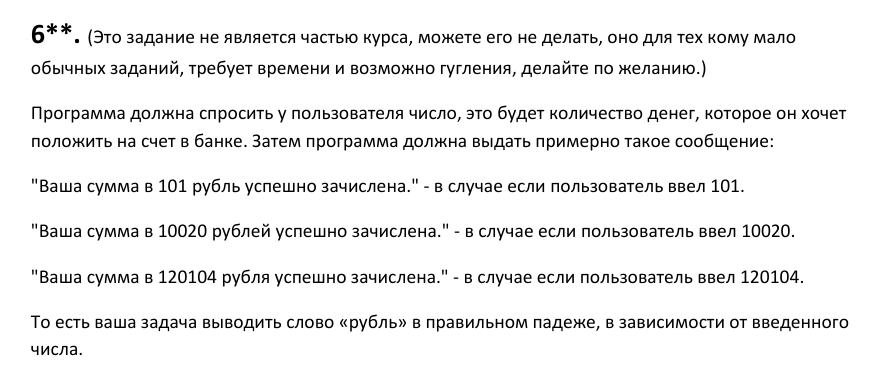 6**. (Это задание не является частью курса, можете его не делать, оно для тех кому мало
обычных заданий, требует времени и возможно гугления, делайте по желанию.)
Программа должна спросить у пользователя число, это будет количество денег, которое он хочет
положить на счет в банке. Затем программа должна выдать примерно такое сообщение:
"Ваша сумма в 101 рубль успешно зачислена." - в случае если пользователь ввел 101.
"Ваша сумма в 10020 рублей успешно зачислена." - в случае если пользователь ввел 10020.
"Ваша сумма в 120104 рубля успешно зачислена." - в случае если пользователь ввел 120104.
То есть ваша задача выводить слово «рубль» в правильном падеже, в зависимости от введенного
числа.